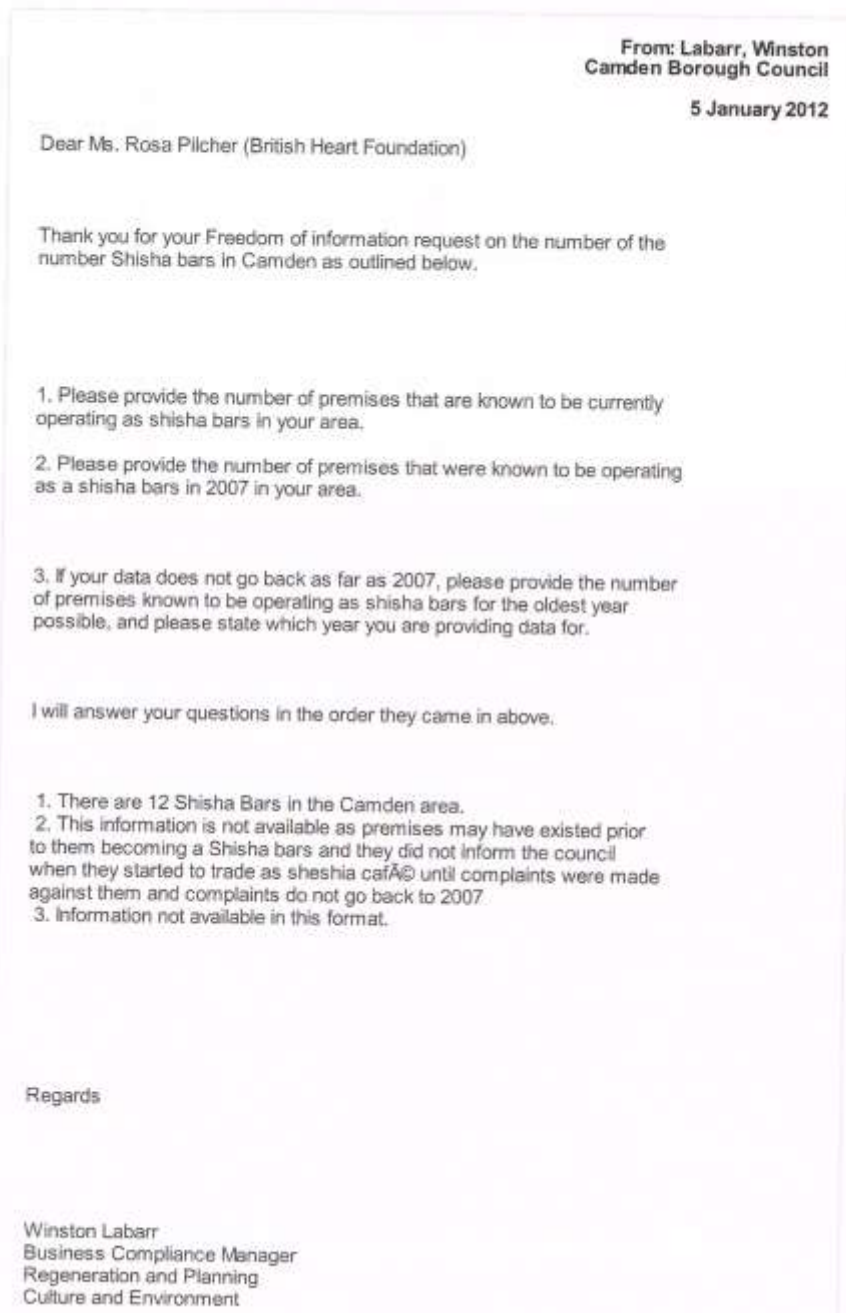 From: Labarr, Winston
Camden Borough Council
5 January 2012
Dear Ms. Rosa Pilcher (British Heart Foundation)
Thank you for your Freedom of information request on the number of the
number Shisha bars in Camden as outlined below.
1. Please provide the number of premises that are known to be currently
operating as shisha bars in your area.
2. Please provide the number of premises that were known to be operating
as a shisha bars in 2007 in your area.
3. If your data does not go back as far as 2007, please provide the number
of premises known to be operating as shisha bars for the oldest year
possible, and please state which year you are providing data for.
I will answer your questions in the order they came in above.
1. There are 12 Shisha Bars in the Camden area.
2. This information is not available as premises may have existed prior
to them becoming a Shisha bars and they did not inform the council
when they started to trade as sheshia cafÃ© until complaints were made
against them and complaints do not go back to 2007
3. Information not available in this format.
Regards
Winston Labarr
Business Compliance Manager
Regeneration and Planning
Culture and Environment